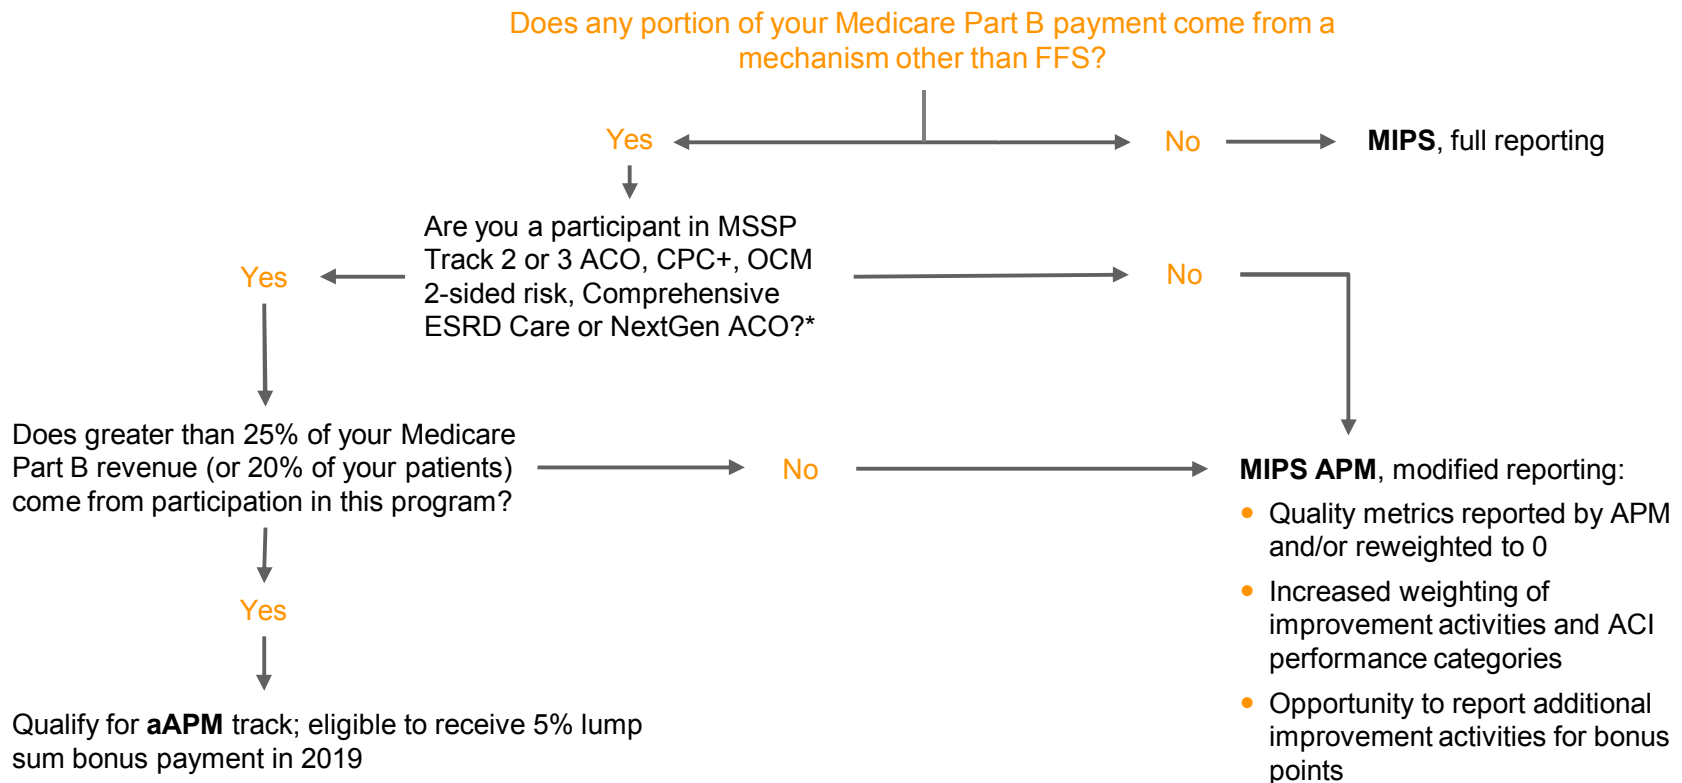 Does any portion of your Medicare Part B payment come from a
mechanism other than FFS?
Yes
No
MIPS, full reporting
Are you a participant in MSSP
Track 2 or 3 ACO, CPC+, OCM
2-sided risk, Comprehensive
ESRD Care or NextGen ACO?*
Yes
No
Does greater than 25% of your Medicare
Part B revenue (or 20% of your patients)
come from participation in this program?
No
MIPS APM, modified reporting:
• Quality metrics reported by APM
and/or reweighted to 0
• Increased weighting of
improvement activities and ACI
performance categories
• Opportunity to report additional
improvement activities for bonus
points
Yes
Qualify for aAPM track; eligible to receive 5% lump
sum bonus payment in 2019